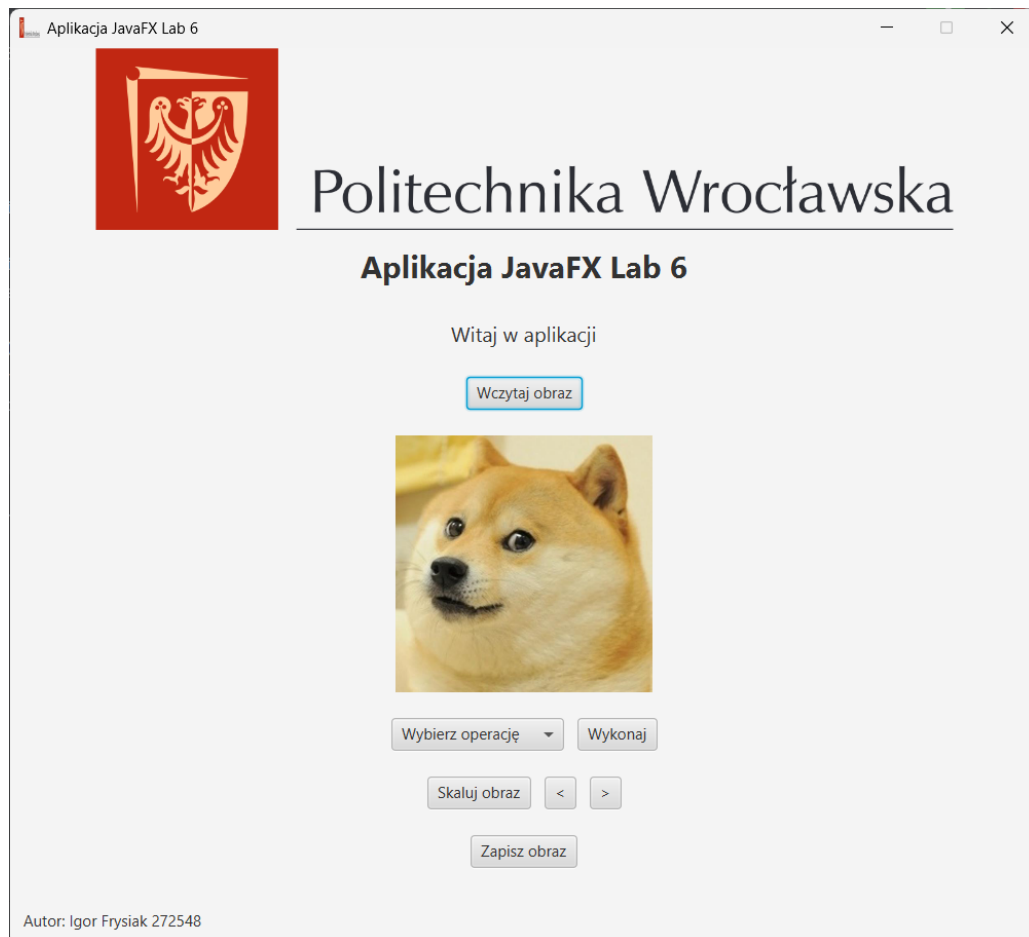 Aplikacja JavaFX Lab 6
Politechnika Wrocławska
Aplikacja JavaFX Lab 6
Witaj w aplikacji
Wczytaj obraz
Wybierz operację Wykonaj
Skaluj obraz < >
Zapisz obraz
Autor: Igor Frysiak 272548